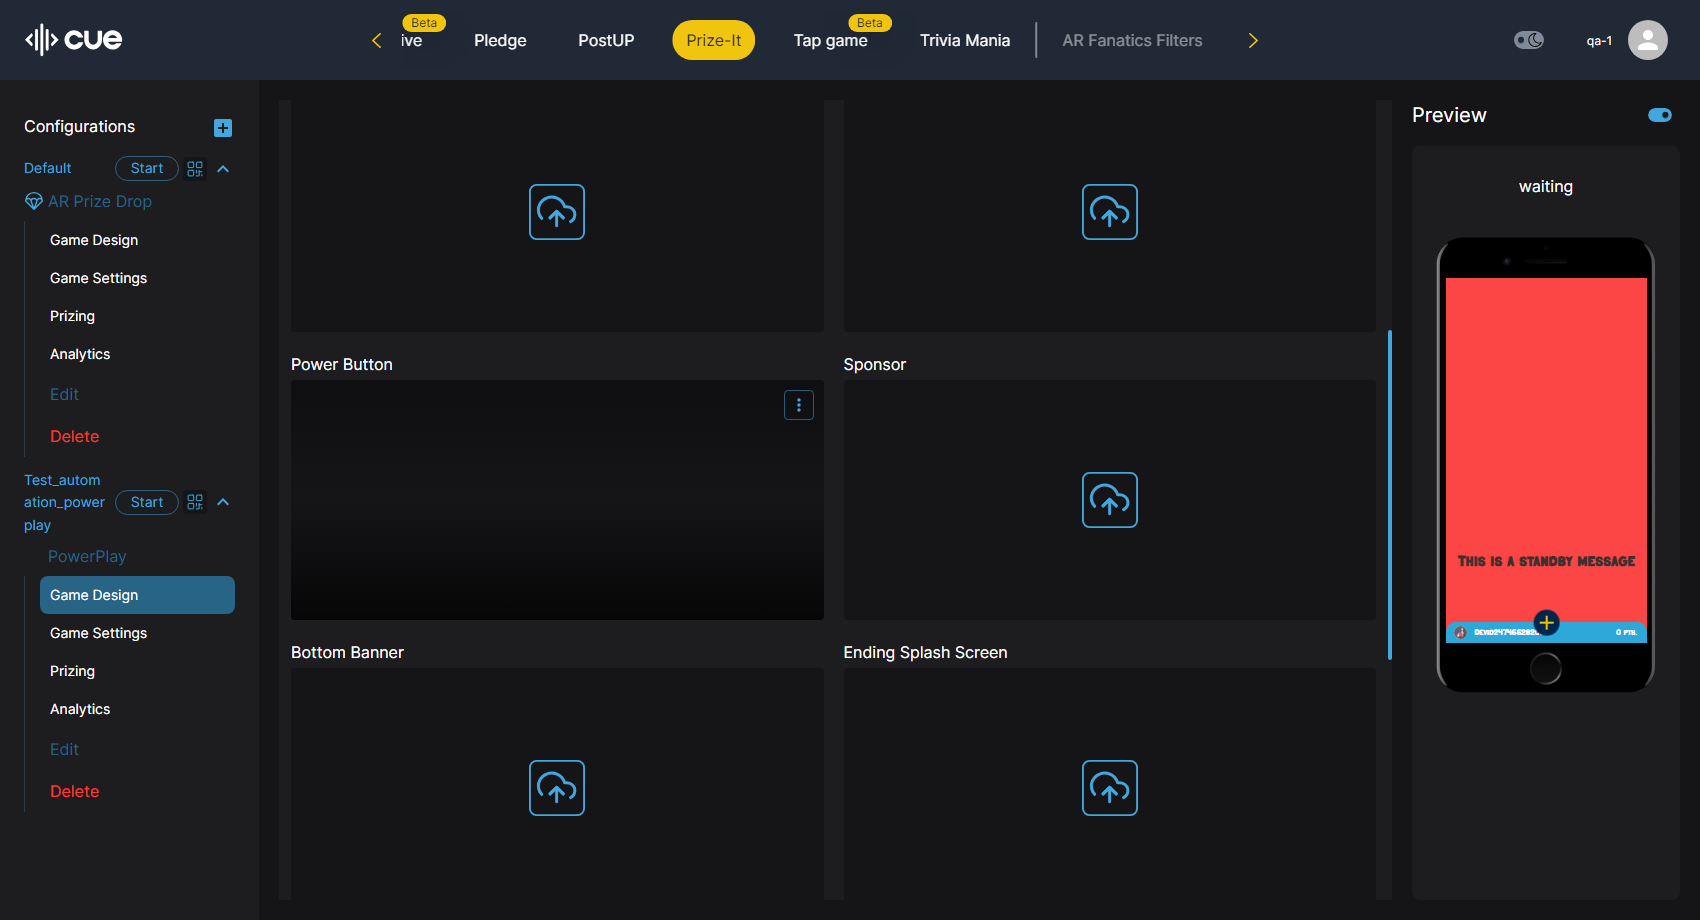 cue
Beta
ive
Pledge
PostUP
Prize-It
Beta
Tap game
Trivia Mania
AR Fanatics Filters
qa-1
Configurations
Default
Start
AR Prize Drop
Game Design
Game Settings
Prizing
Analytics
Edit
Delete
Test_autom
ation_power
play
Start
PowerPlay
Game Design
Game Settings
Prizing
Analytics
Edit
Delete
Power Button
Sponsor
Bottom Banner
Ending Splash Screen
Preview
waiting
This is a standby message
0 pts.